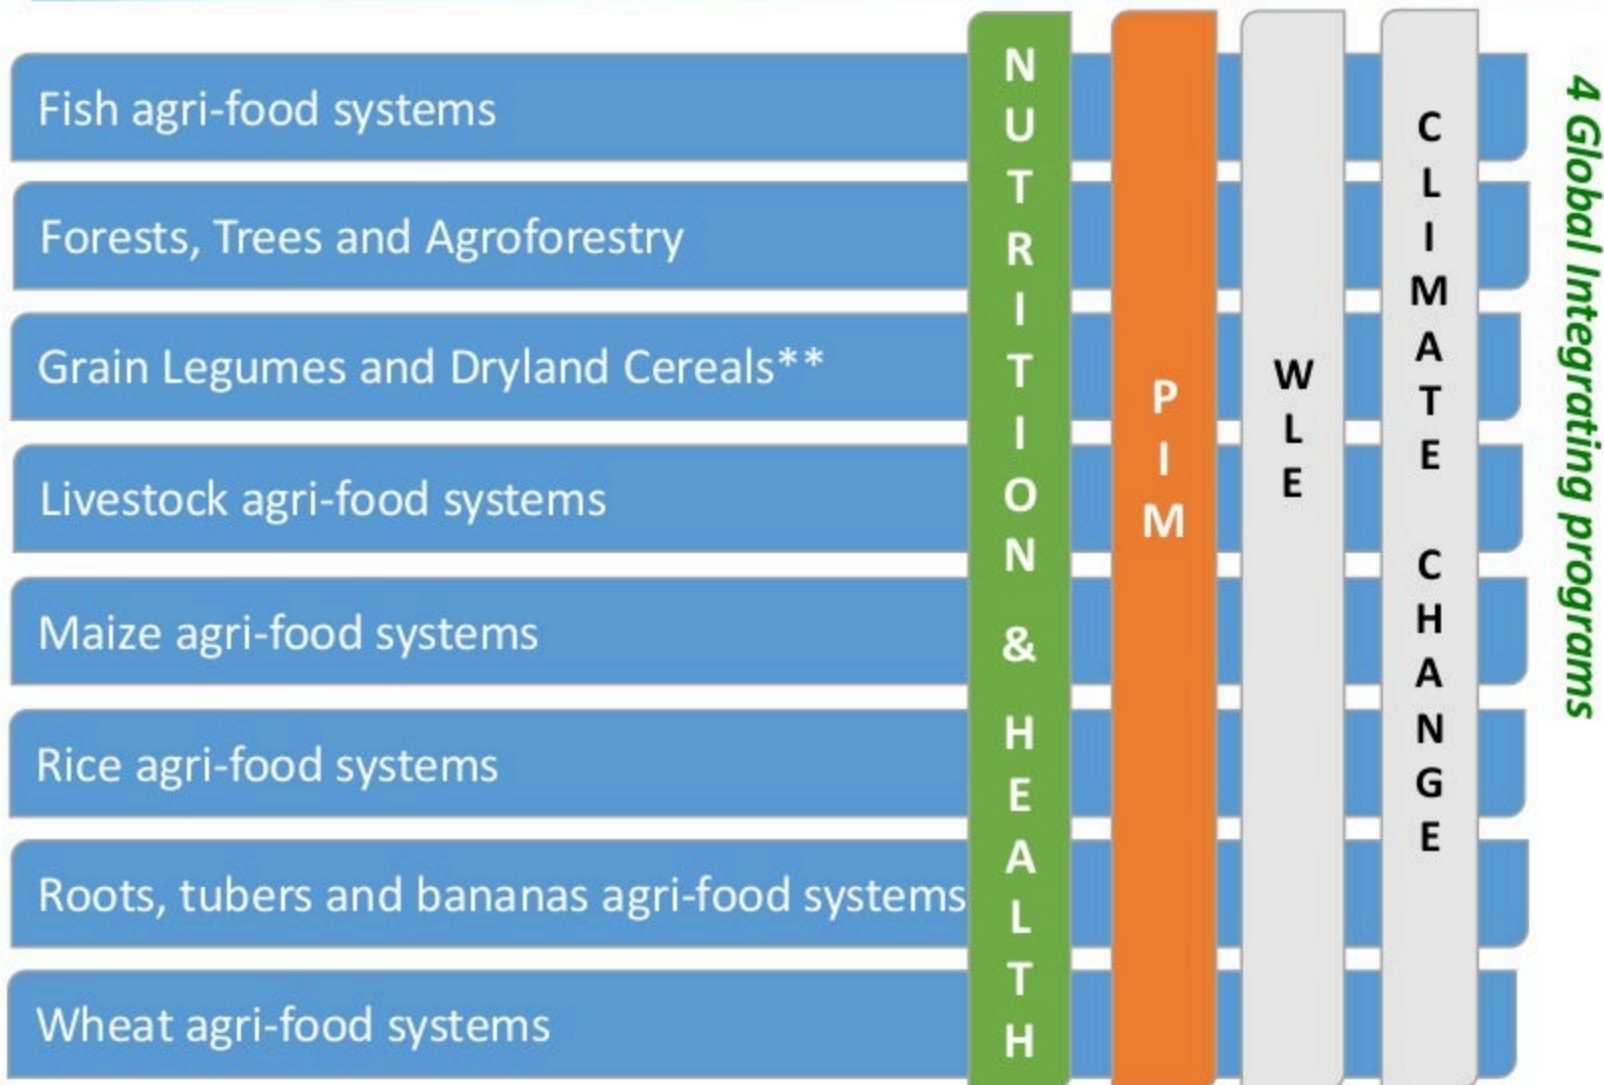 Fish agri-food systems
Forests, Trees and Agroforestry
Grain Legumes and Dryland Cereals**
Livestock agri-food systems
Maize agri-food systems
Rice agri-food systems
Roots, tubers and bananas agri-food systems
Wheat agri-food systems
NUTRITION & HEALTH
PIM
WLE
CLIMATE CHANGE
4 Global Integrating programs